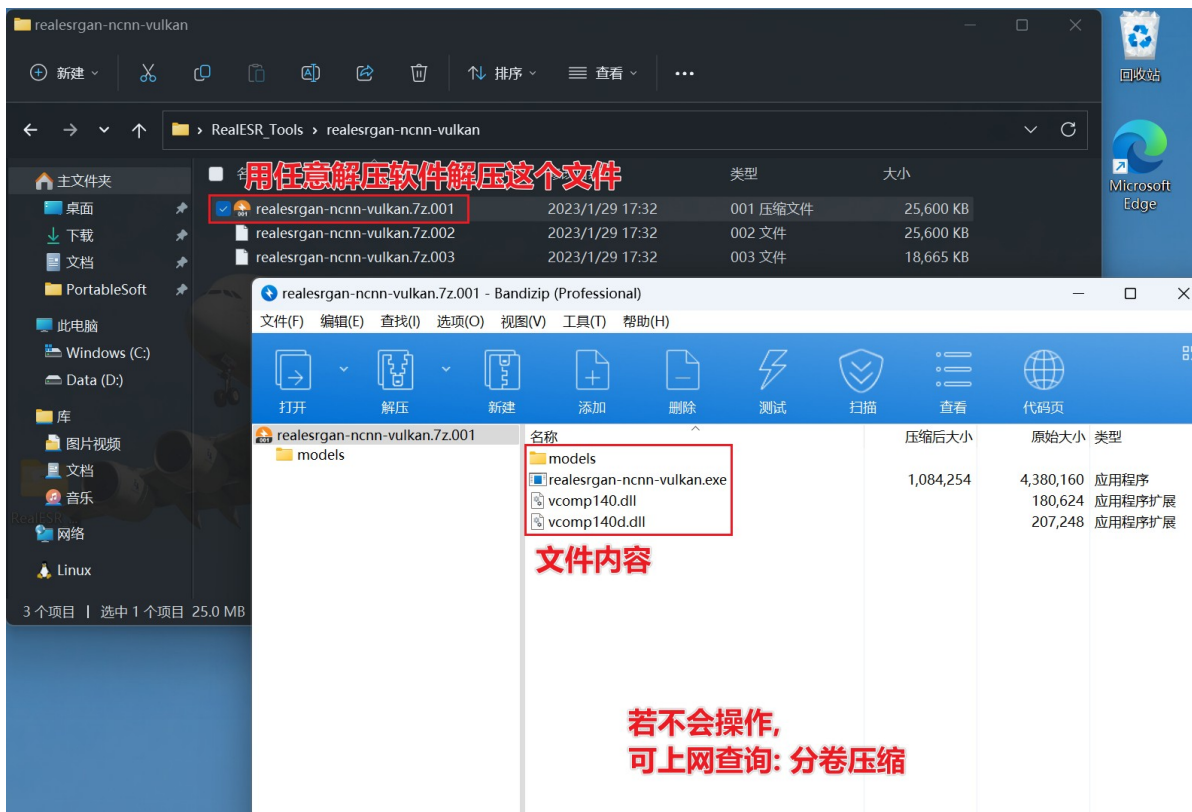 realesrgan-ncnn-vulkan
回收站
新建
排序
查看
RealESR_Tools › realesrgan-ncnn-vulkan
Microsoft
Edge
用任意解压软件解压这个文件
类型
大小
主文件夹
桌面
下载
文档
PortableSoft
此电脑
Windows (C:)
Data (D:)
库
图片视频
文档
音乐
网络
Linux
realesrgan-ncnn-vulkan.7z.001 2023/1/29 17:32 001 压缩文件 25,600 KB
realesrgan-ncnn-vulkan.7z.002 2023/1/29 17:32 002 文件 25,600 KB
realesrgan-ncnn-vulkan.7z.003 2023/1/29 17:32 003 文件 18,665 KB
3 个项目 | 选中 1 个项目 25.0 MB
realesrgan-ncnn-vulkan.7z.001 - Bandizip (Professional)
文件(F) 编辑(E) 查找(I) 选项(O) 视图(V) 工具(T) 帮助(H)
打开 解压 新建 添加 删除 测试 扫描 查看 代码页
realesrgan-ncnn-vulkan.7z.001
models
名称 压缩后大小 原始大小 类型
models
realesrgan-ncnn-vulkan.exe 1,084,254 4,380,160 应用程序
vcomp140.dll 180,624 应用程序扩展
vcomp140d.dll 207,248 应用程序扩展
文件内容
若不会操作,
可上网查询: 分卷压缩